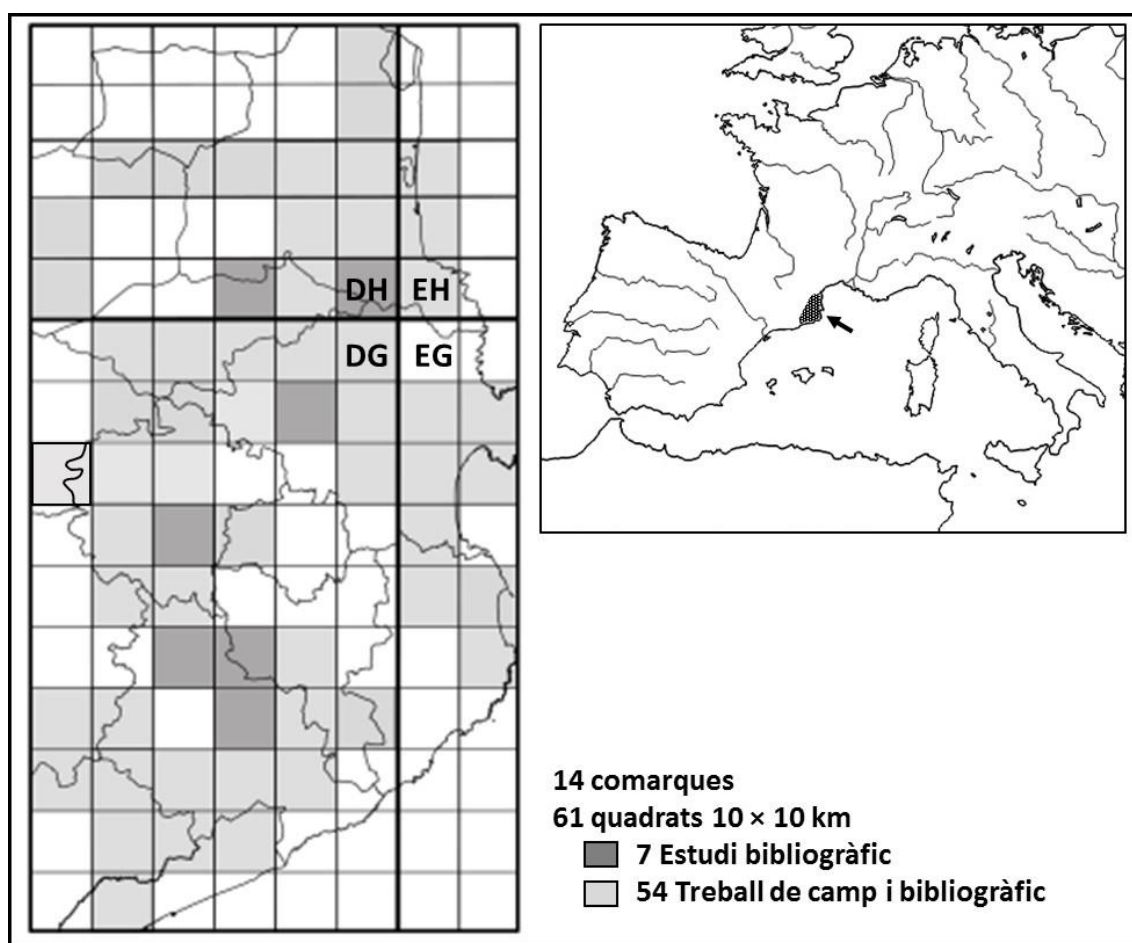 DH EH
DG EG
14 comarques
61 quadrats 10 × 10 km
7 Estudi bibliogràfic
54 Treball de camp i bibliogràfic